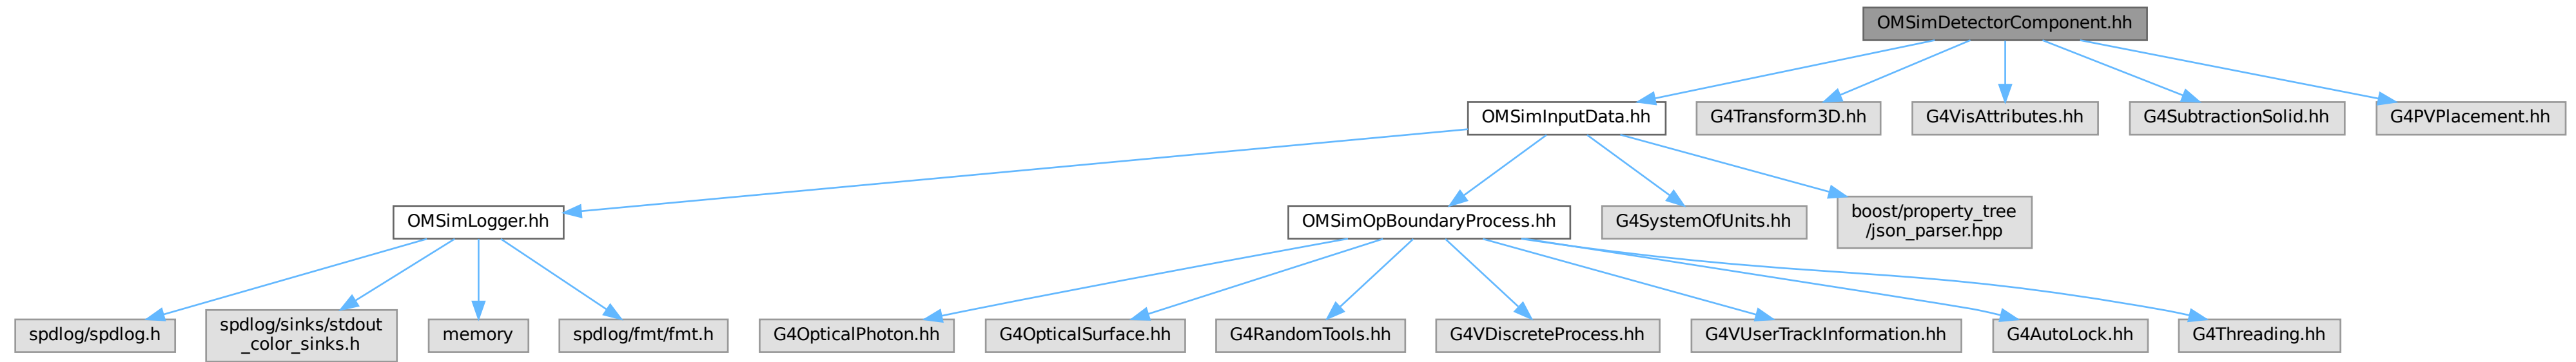 OMSimDetectorComponent.hh
OMSimInputData.hh
G4Transform3D.hh
G4VisAttributes.hh
G4SubtractionSolid.hh
G4PVPlacement.hh
OMSimLogger.hh
OMSimOpBoundaryProcess.hh
G4SystemOfUnits.hh
boost/property_tree
/json_parser.hpp
spdlog/spdlog.h
spdlog/sinks/stdout
_color_sinks.h
memory
spdlog/fmt/fmt.h
G4OpticalPhoton.hh
G4OpticalSurface.hh
G4RandomTools.hh
G4VDiscreteProcess.hh
G4VUserTrackInformation.hh
G4AutoLock.hh
G4Threading.hh